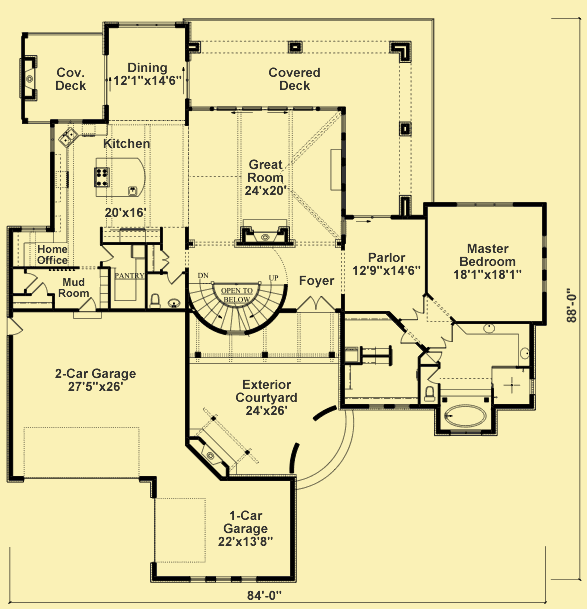 Dining
12'1"x14'6"
Cov.
Deck
Covered
Deck
Kitchen
20'x16'
Great
Room
24'x20'
Home
Office
PANTRY
Mud
Room
DN
UP
OPEN TO
BELOW
Foyer
Parlor
12'9"x14'6"
Master
Bedroom
18'1"x18'1"
2-Car Garage
27'5"x26'
Exterior
Courtyard
24'x26'
1-Car
Garage
22'x13'8"
88'-0"
84'-0"